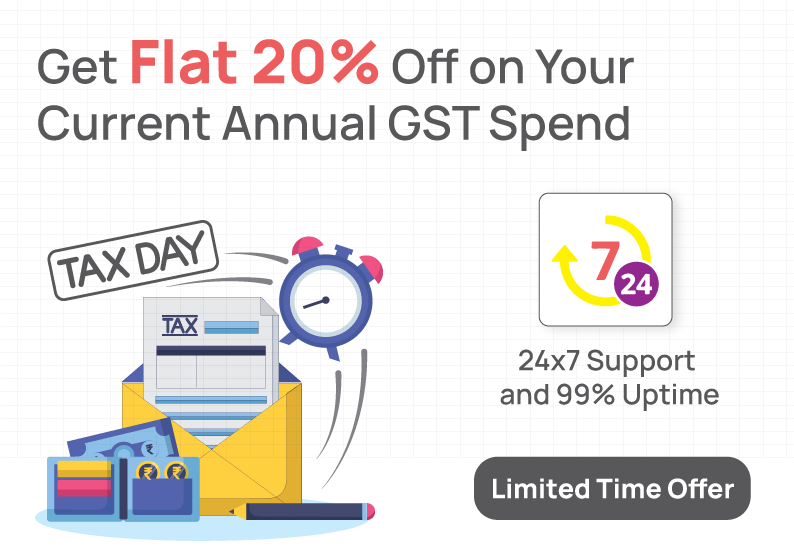 Get Flat 20% Off on Your
Current Annual GST Spend
TAX DAY
TAX
7
24
₹
₹ ₹
24x7 Support
and 99% Uptime
Limited Time Offer